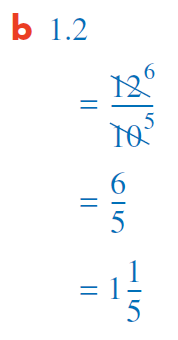 b 1.2
= 12⁶/10⁵
= 6/5
= 1 1/5